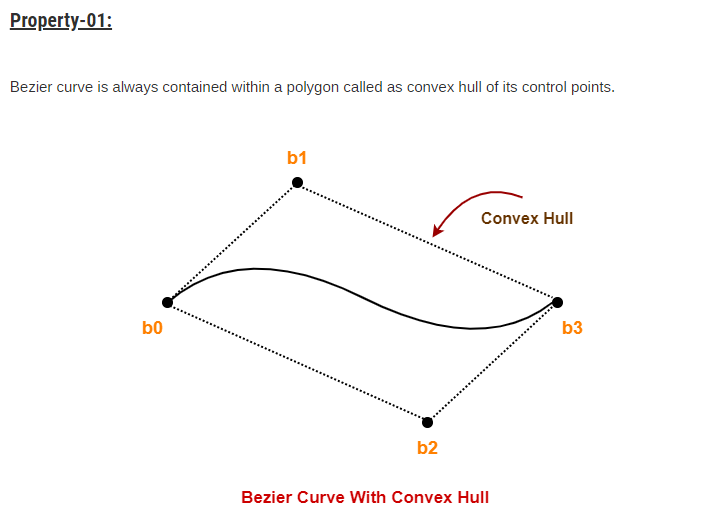 Property-01:
Bezier curve is always contained within a polygon called as convex hull of its control points.
b1
Convex Hull
b0
b3
b2
Bezier Curve With Convex Hull